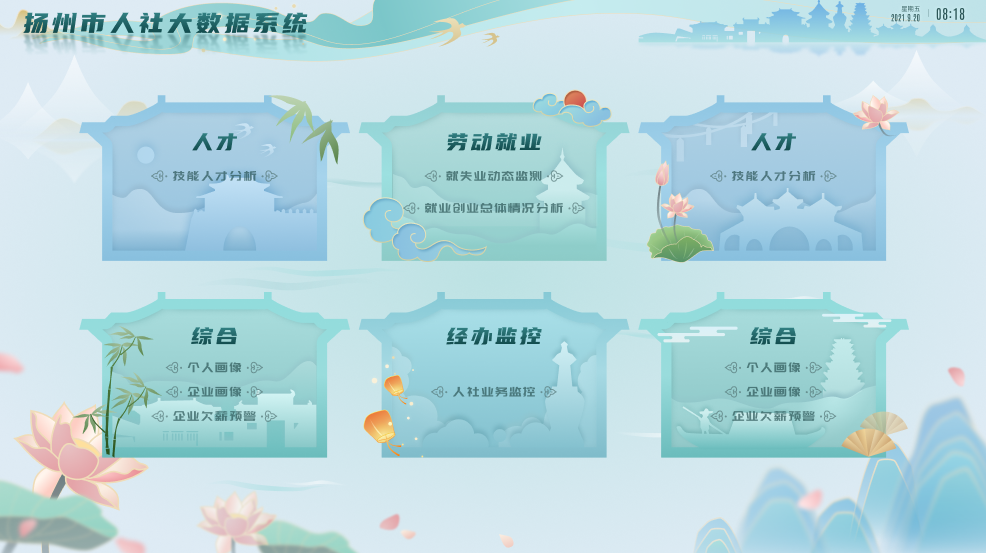 扬州市人社大数据系统
星期五
2021.9.20
08:18
人才
技能人才分析
劳动就业
就失业动态监测
就业创业总体情况分析
人才
技能人才分析
综合
个人画像
企业画像
企业欠薪预警
经办监控
人社业务监控
综合
个人画像
企业画像
企业欠薪预警